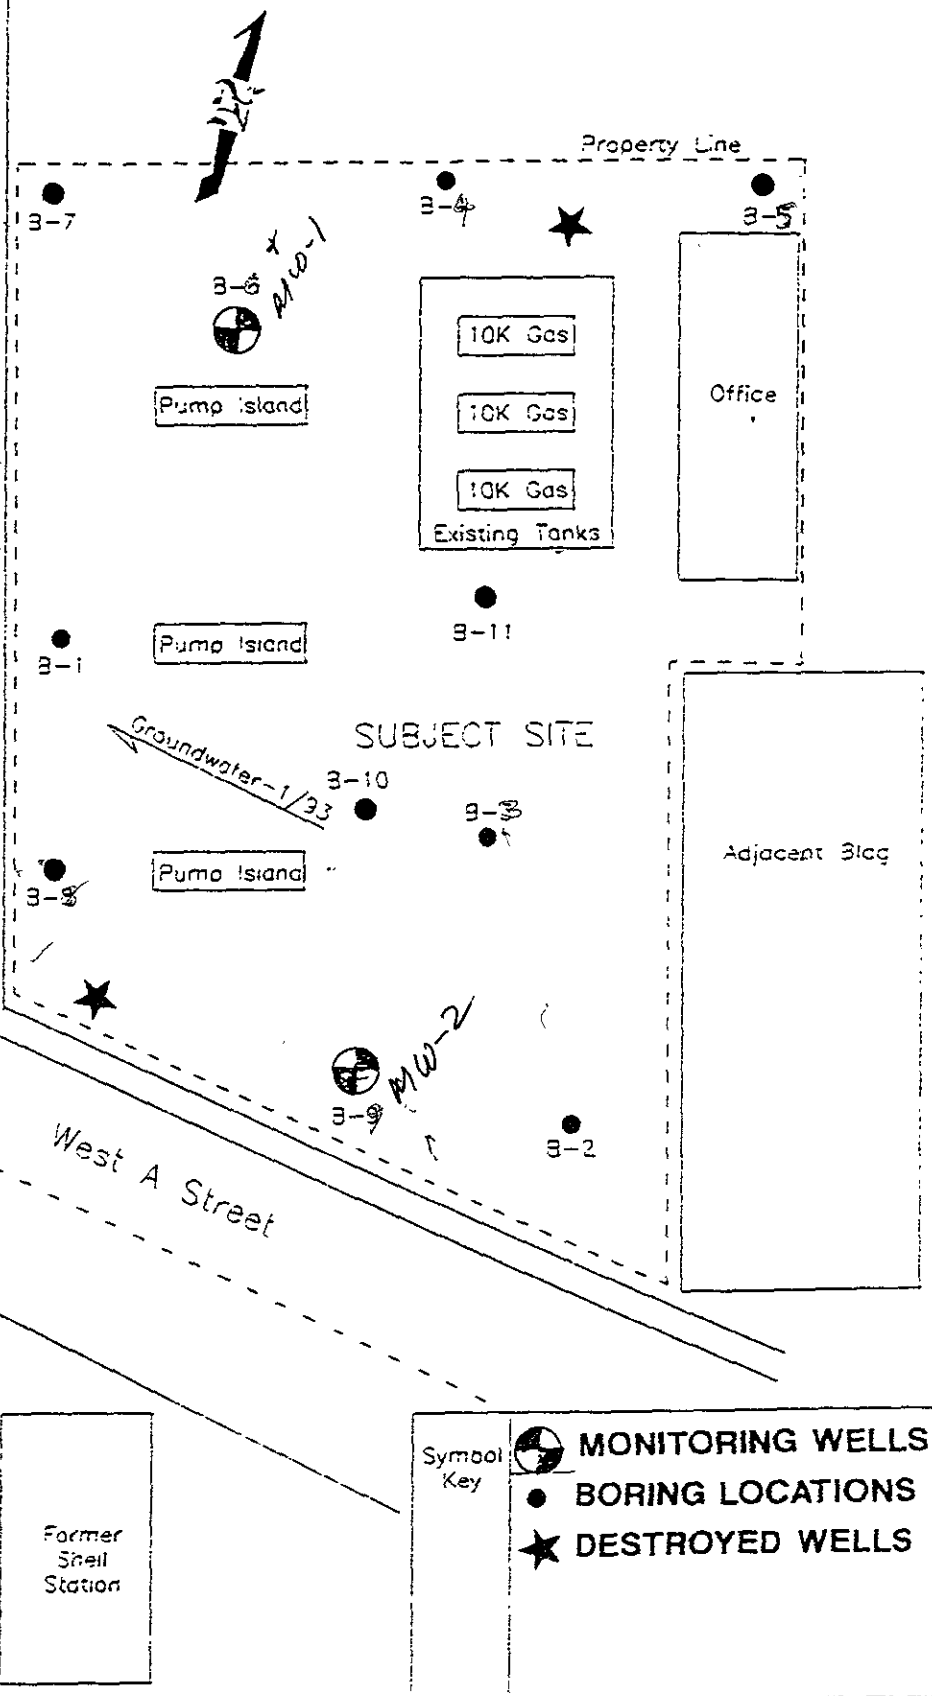 N
Property Line
B-7
B-4
B-5
B-6
MW-1
10K Gas
Pump Island
10K Gas
Office
10K Gas
Existing Tanks
B-11
B-1
Pump Island
Groundwater-1/93
SUBJECT SITE
B-10
B-3
Pump Island
B-8
Adjacent Bldg
MW-2
B-9
B-2
West A Street
Symbol
Key
MONITORING WELLS
BORING LOCATIONS
DESTROYED WELLS
Former
Shell
Station